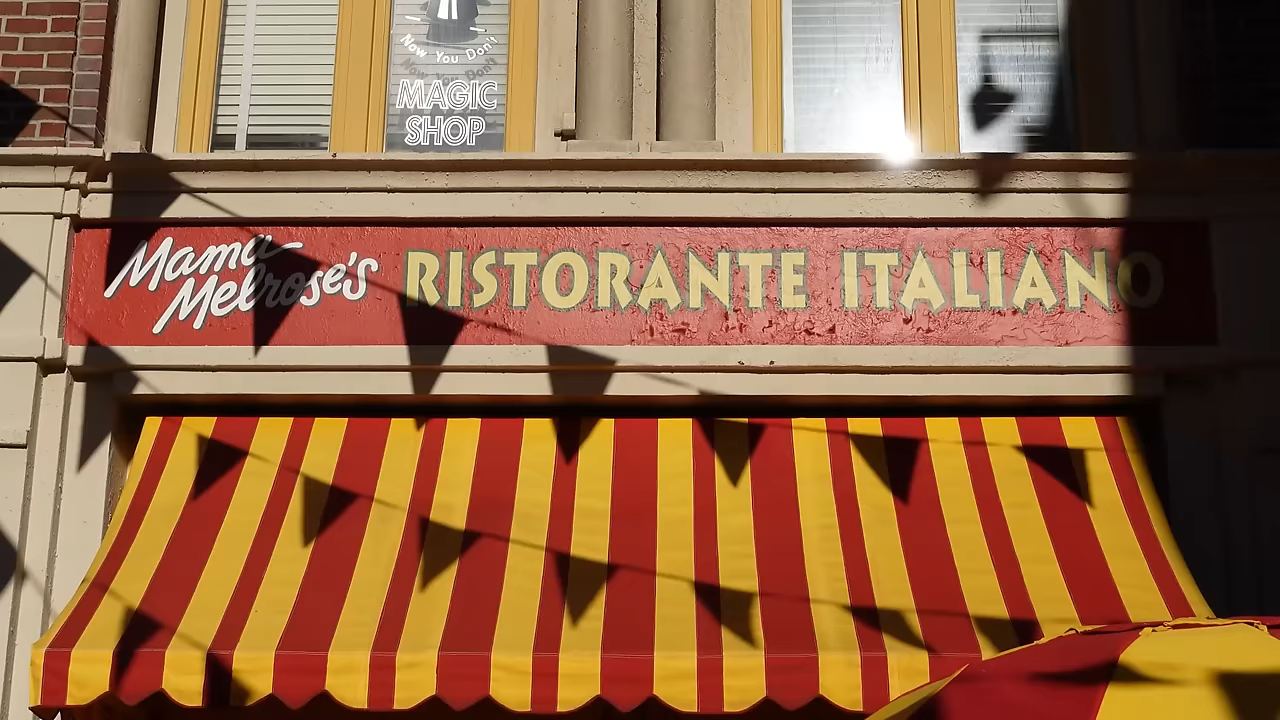 Now You Don't
MAGIC
SHOP
Mama
Melrose's
RISTORANTE ITALIANO